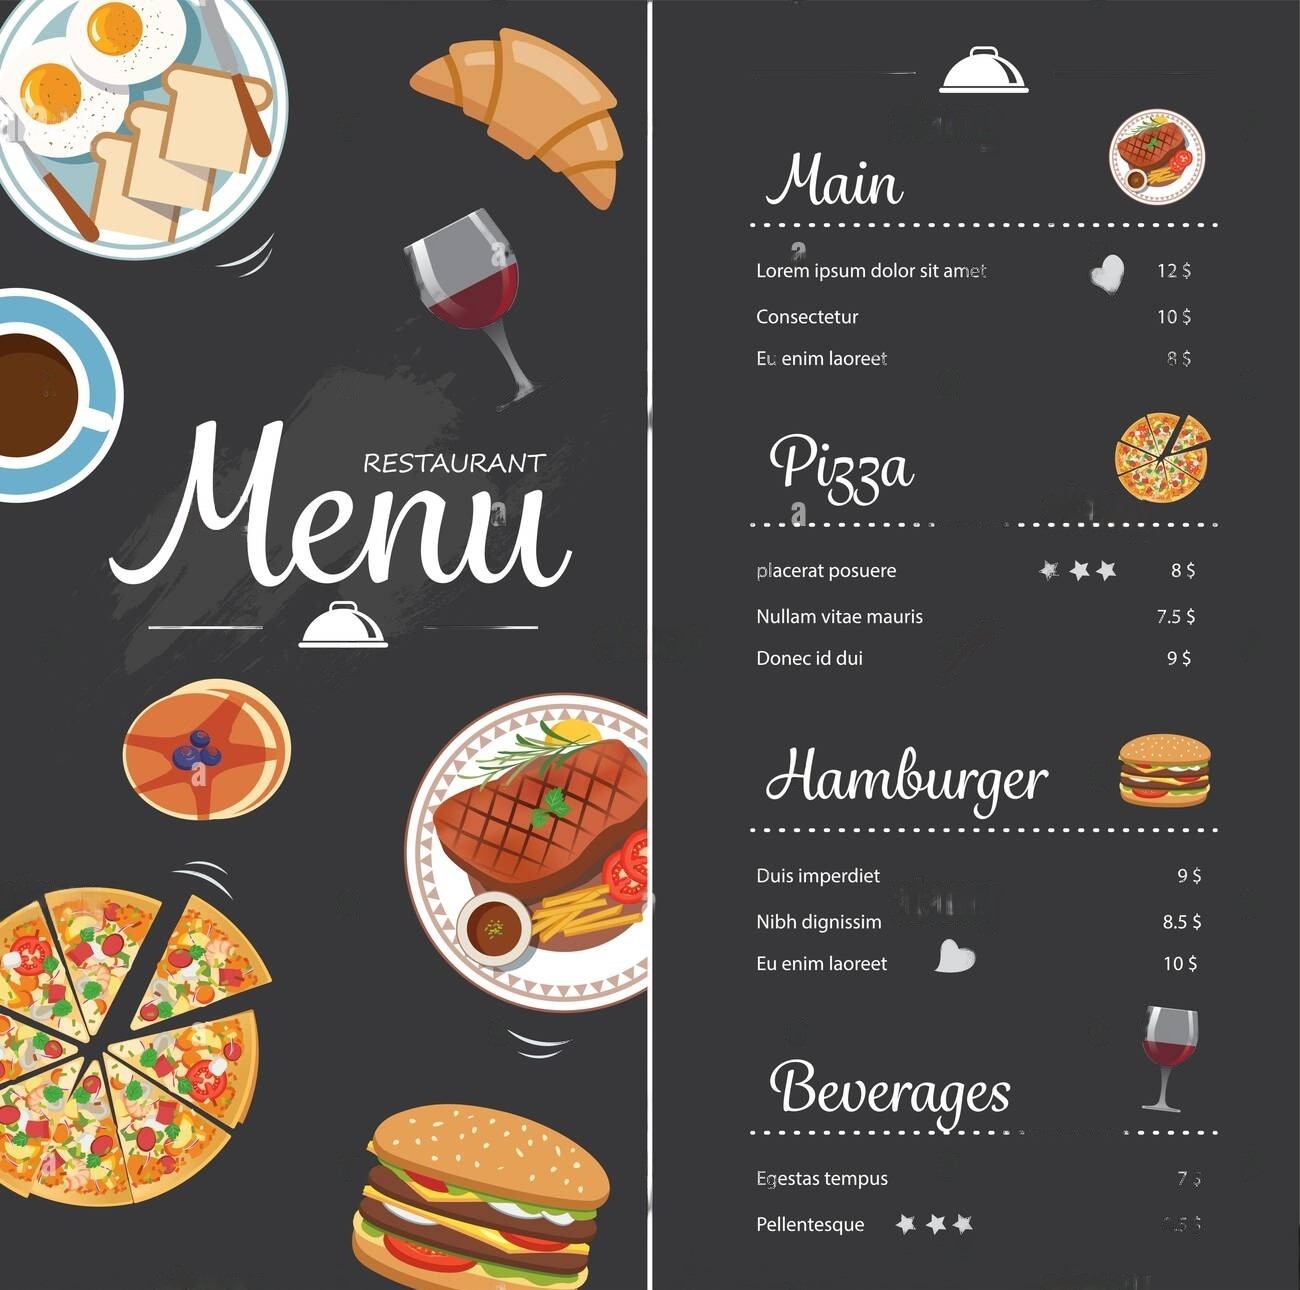 RESTAURANT
Menu
Main
Lorem ipsum dolor sit amet 12 $
Consectetur 10 $
Eu enim laoreet 8 $
Pizza
placerat posuere 8 $
Nullam vitae mauris 7.5 $
Donec id dui 9 $
Hamburger
Duis imperdiet 9 $
Nibh dignissim 8.5 $
Eu enim laoreet 10 $
Beverages
Egestas tempus 7 $
Pellentesque